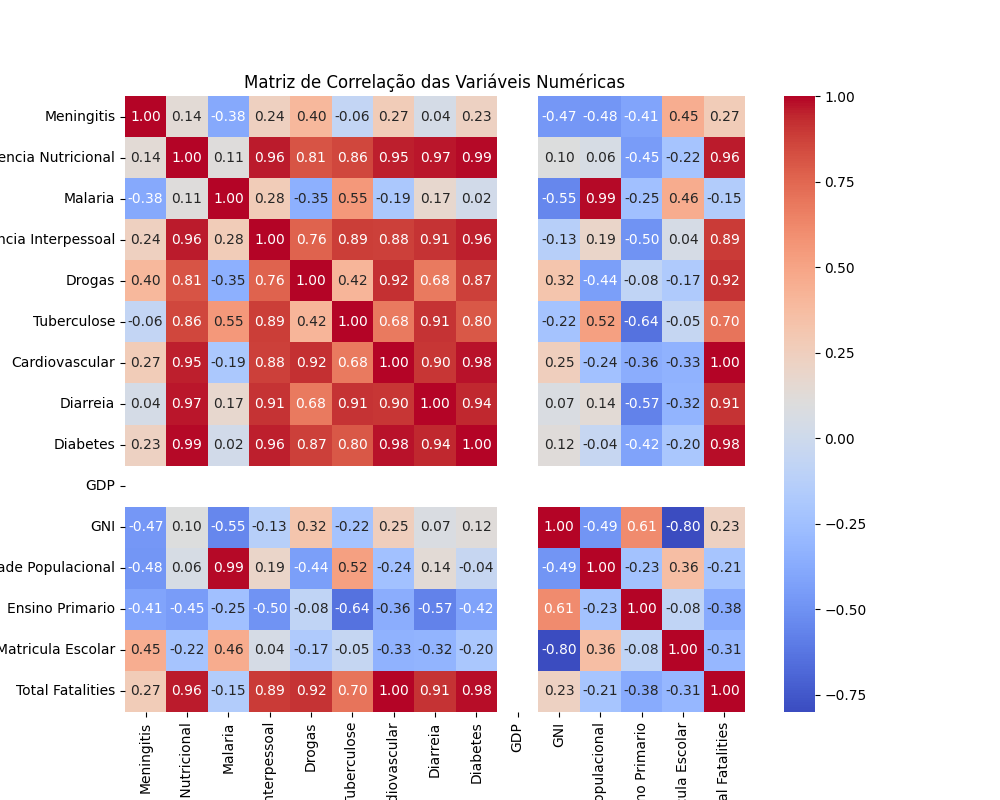 Matriz de Correlação das Variáveis Numéricas
Meningitis 1.00 0.14 -0.38 0.24 0.40 -0.06 0.27 0.04 0.23 -0.47 -0.48 -0.41 0.45 0.27
encia Nutricional 0.14 1.00 0.11 0.96 0.81 0.86 0.95 0.97 0.99 0.10 0.06 -0.45 -0.22 0.96
Malaria -0.38 0.11 1.00 0.28 -0.35 0.55 -0.19 0.17 0.02 -0.55 0.99 -0.25 0.46 -0.15
ncia Interpessoal 0.24 0.96 0.28 1.00 0.76 0.89 0.88 0.91 0.96 -0.13 0.19 -0.50 0.04 0.89
Drogas 0.40 0.81 -0.35 0.76 1.00 0.42 0.92 0.68 0.87 0.32 -0.44 -0.08 -0.17 0.92
Tuberculose -0.06 0.86 0.55 0.89 0.42 1.00 0.68 0.91 0.80 -0.22 0.52 -0.64 -0.05 0.70
Cardiovascular 0.27 0.95 -0.19 0.88 0.92 0.68 1.00 0.90 0.98 0.25 -0.24 -0.36 -0.33 1.00
Diarreia 0.04 0.97 0.17 0.91 0.68 0.91 0.90 1.00 0.94 0.07 0.14 -0.57 -0.32 0.91
Diabetes 0.23 0.99 0.02 0.96 0.87 0.80 0.98 0.94 1.00 0.12 -0.04 -0.42 -0.20 0.98
GDP
GNI -0.47 0.10 -0.55 -0.13 0.32 -0.22 0.25 0.07 0.12 1.00 -0.49 0.61 -0.80 0.23
ade Populacional -0.48 0.06 0.99 0.19 -0.44 0.52 -0.24 0.14 -0.04 -0.49 1.00 -0.23 0.36 -0.21
Ensino Primario -0.41 -0.45 -0.25 -0.50 -0.08 -0.64 -0.36 -0.57 -0.42 0.61 -0.23 1.00 -0.08 -0.38
Matricula Escolar 0.45 -0.22 0.46 0.04 -0.17 -0.05 -0.33 -0.32 -0.20 -0.80 0.36 -0.08 1.00 -0.31
Total Fatalities 0.27 0.96 -0.15 0.89 0.92 0.70 1.00 0.91 0.98 0.23 -0.21 -0.38 -0.31 1.00
Meningitis
Nutricional
Malaria
nterpessoal
Drogas
Tuberculose
diovascular
Diarreia
Diabetes
GDP
GNI
opulacional
no Primario
ula Escolar
al Fatalities
1.00
0.75
0.50
0.25
0.00
−0.25
−0.50
−0.75